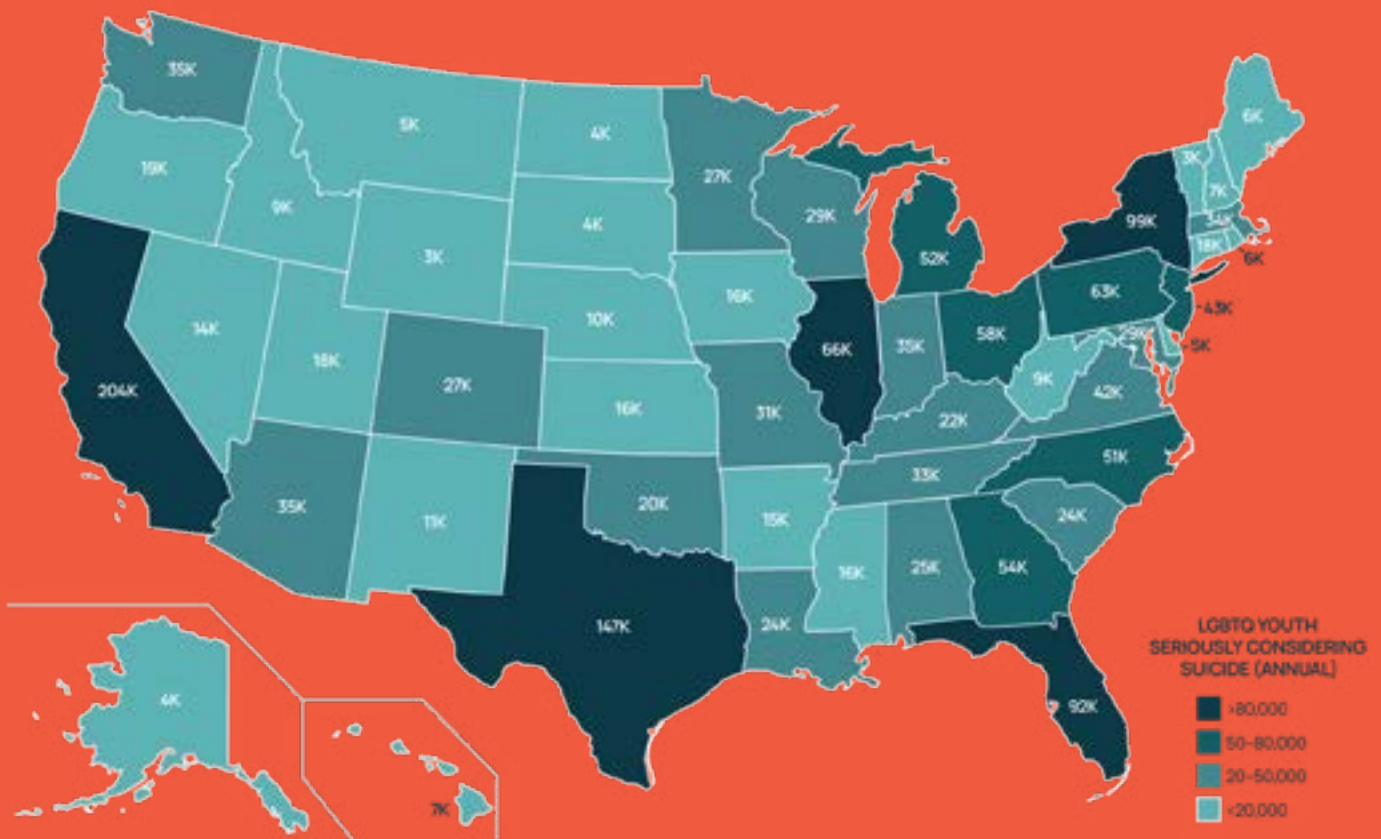 35K
5K
4K
27K
6K
3K
19K
9K
7K
29K
99K
34K
3K
4K
52K
18K
6K
16K
63K
14K
10K
43K
18K
66K
35K
58K
29K
5K
204K
27K
16K
31K
9K
42K
22K
51K
33K
35K
11K
20K
15K
24K
16K
25K
54K
147K
24K
LGBTQ YOUTH
SERIOUSLY CONSIDERING
SUICIDE (ANNUAL)
4K
92K
>80,000
50-80,000
20-50,000
7K
<20,000